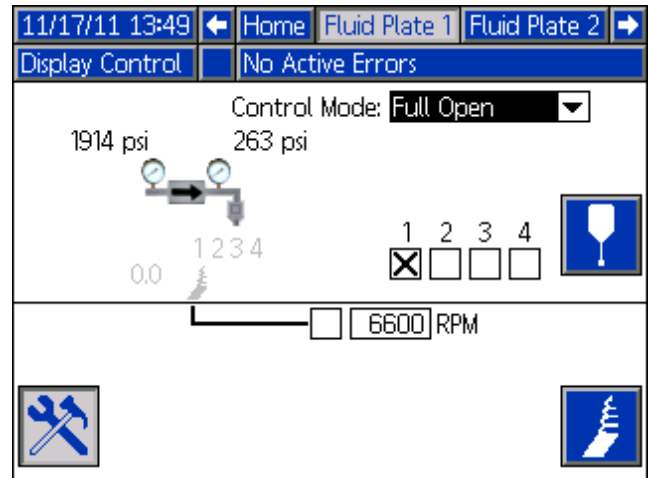 11/17/11 13:49 Home Fluid Plate 1 Fluid Plate 2
Display Control No Active Errors
Control Mode: Full Open
1914 psi 263 psi
1 2 3 4
1 2 3 4
0.0
6600 RPM